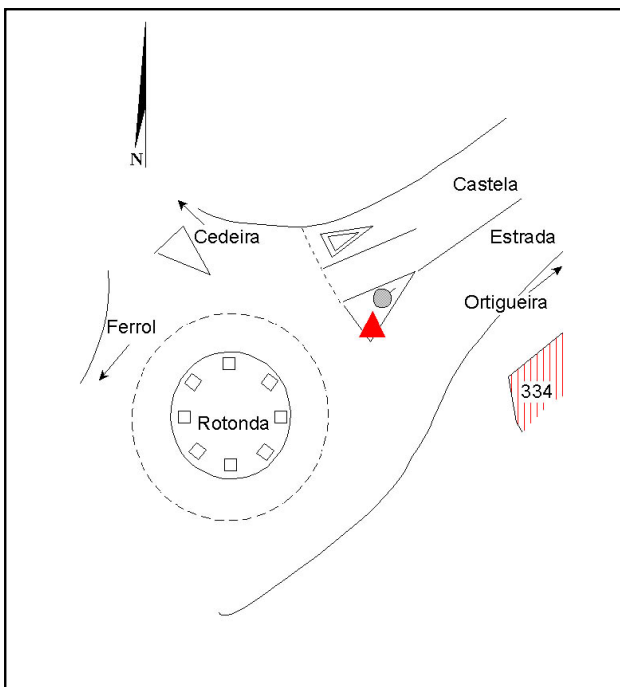 N
Castela
Cedeira
Estrada
Ortigueira
Ferrol
334
Rotonda